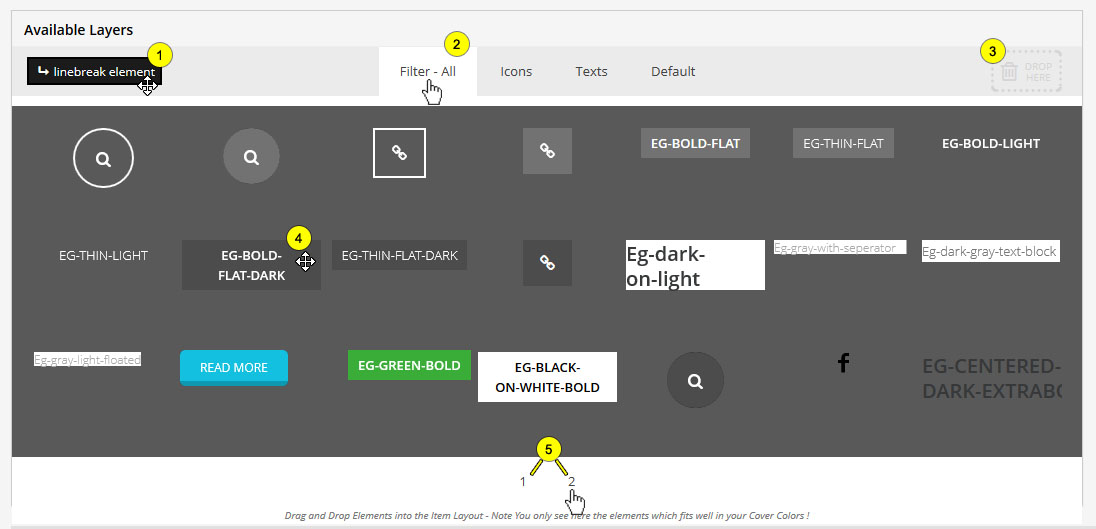 Available Layers
1
2
3
linebreak element
Filter - All
Icons
Texts
Default
DROP
HERE
EG-BOLD-FLAT
EG-THIN-FLAT
EG-BOLD-LIGHT
4
EG-THIN-LIGHT
EG-BOLD-
FLAT-DARK
EG-THIN-FLAT-DARK
Eg-dark-
on-light
Eg-gray-with-seperator
Eg-dark-gray-text-block
Eg-gray-light-floated
READ MORE
EG-GREEN-BOLD
EG-BLACK-
ON-WHITE-BOLD
EG-CENTERED-
DARK-EXTRABO
5
1
2
Drag and Drop Elements into the Item Layout - Note You only see here the elements which fits well in your Cover Colors !